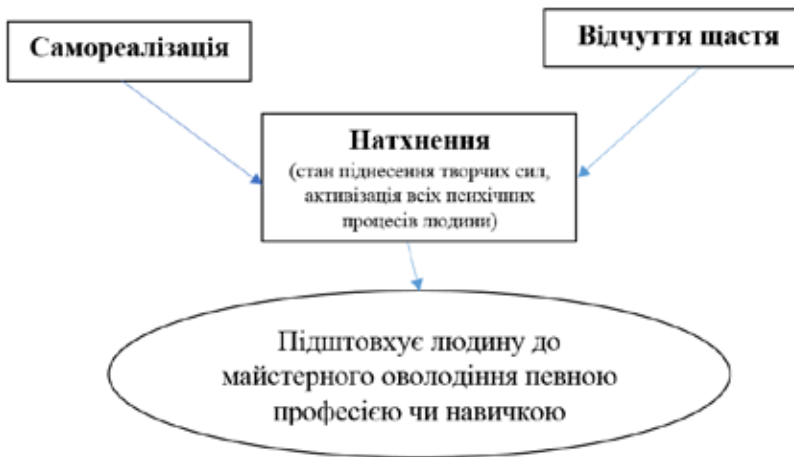 Самореалізація
Відчуття щастя
Натхнення
(стан піднесення творчих сил,
активізація всіх психічних
процесів людини)
Підштовхує людину до
майстерного оволодіння певною
професією чи навичкою